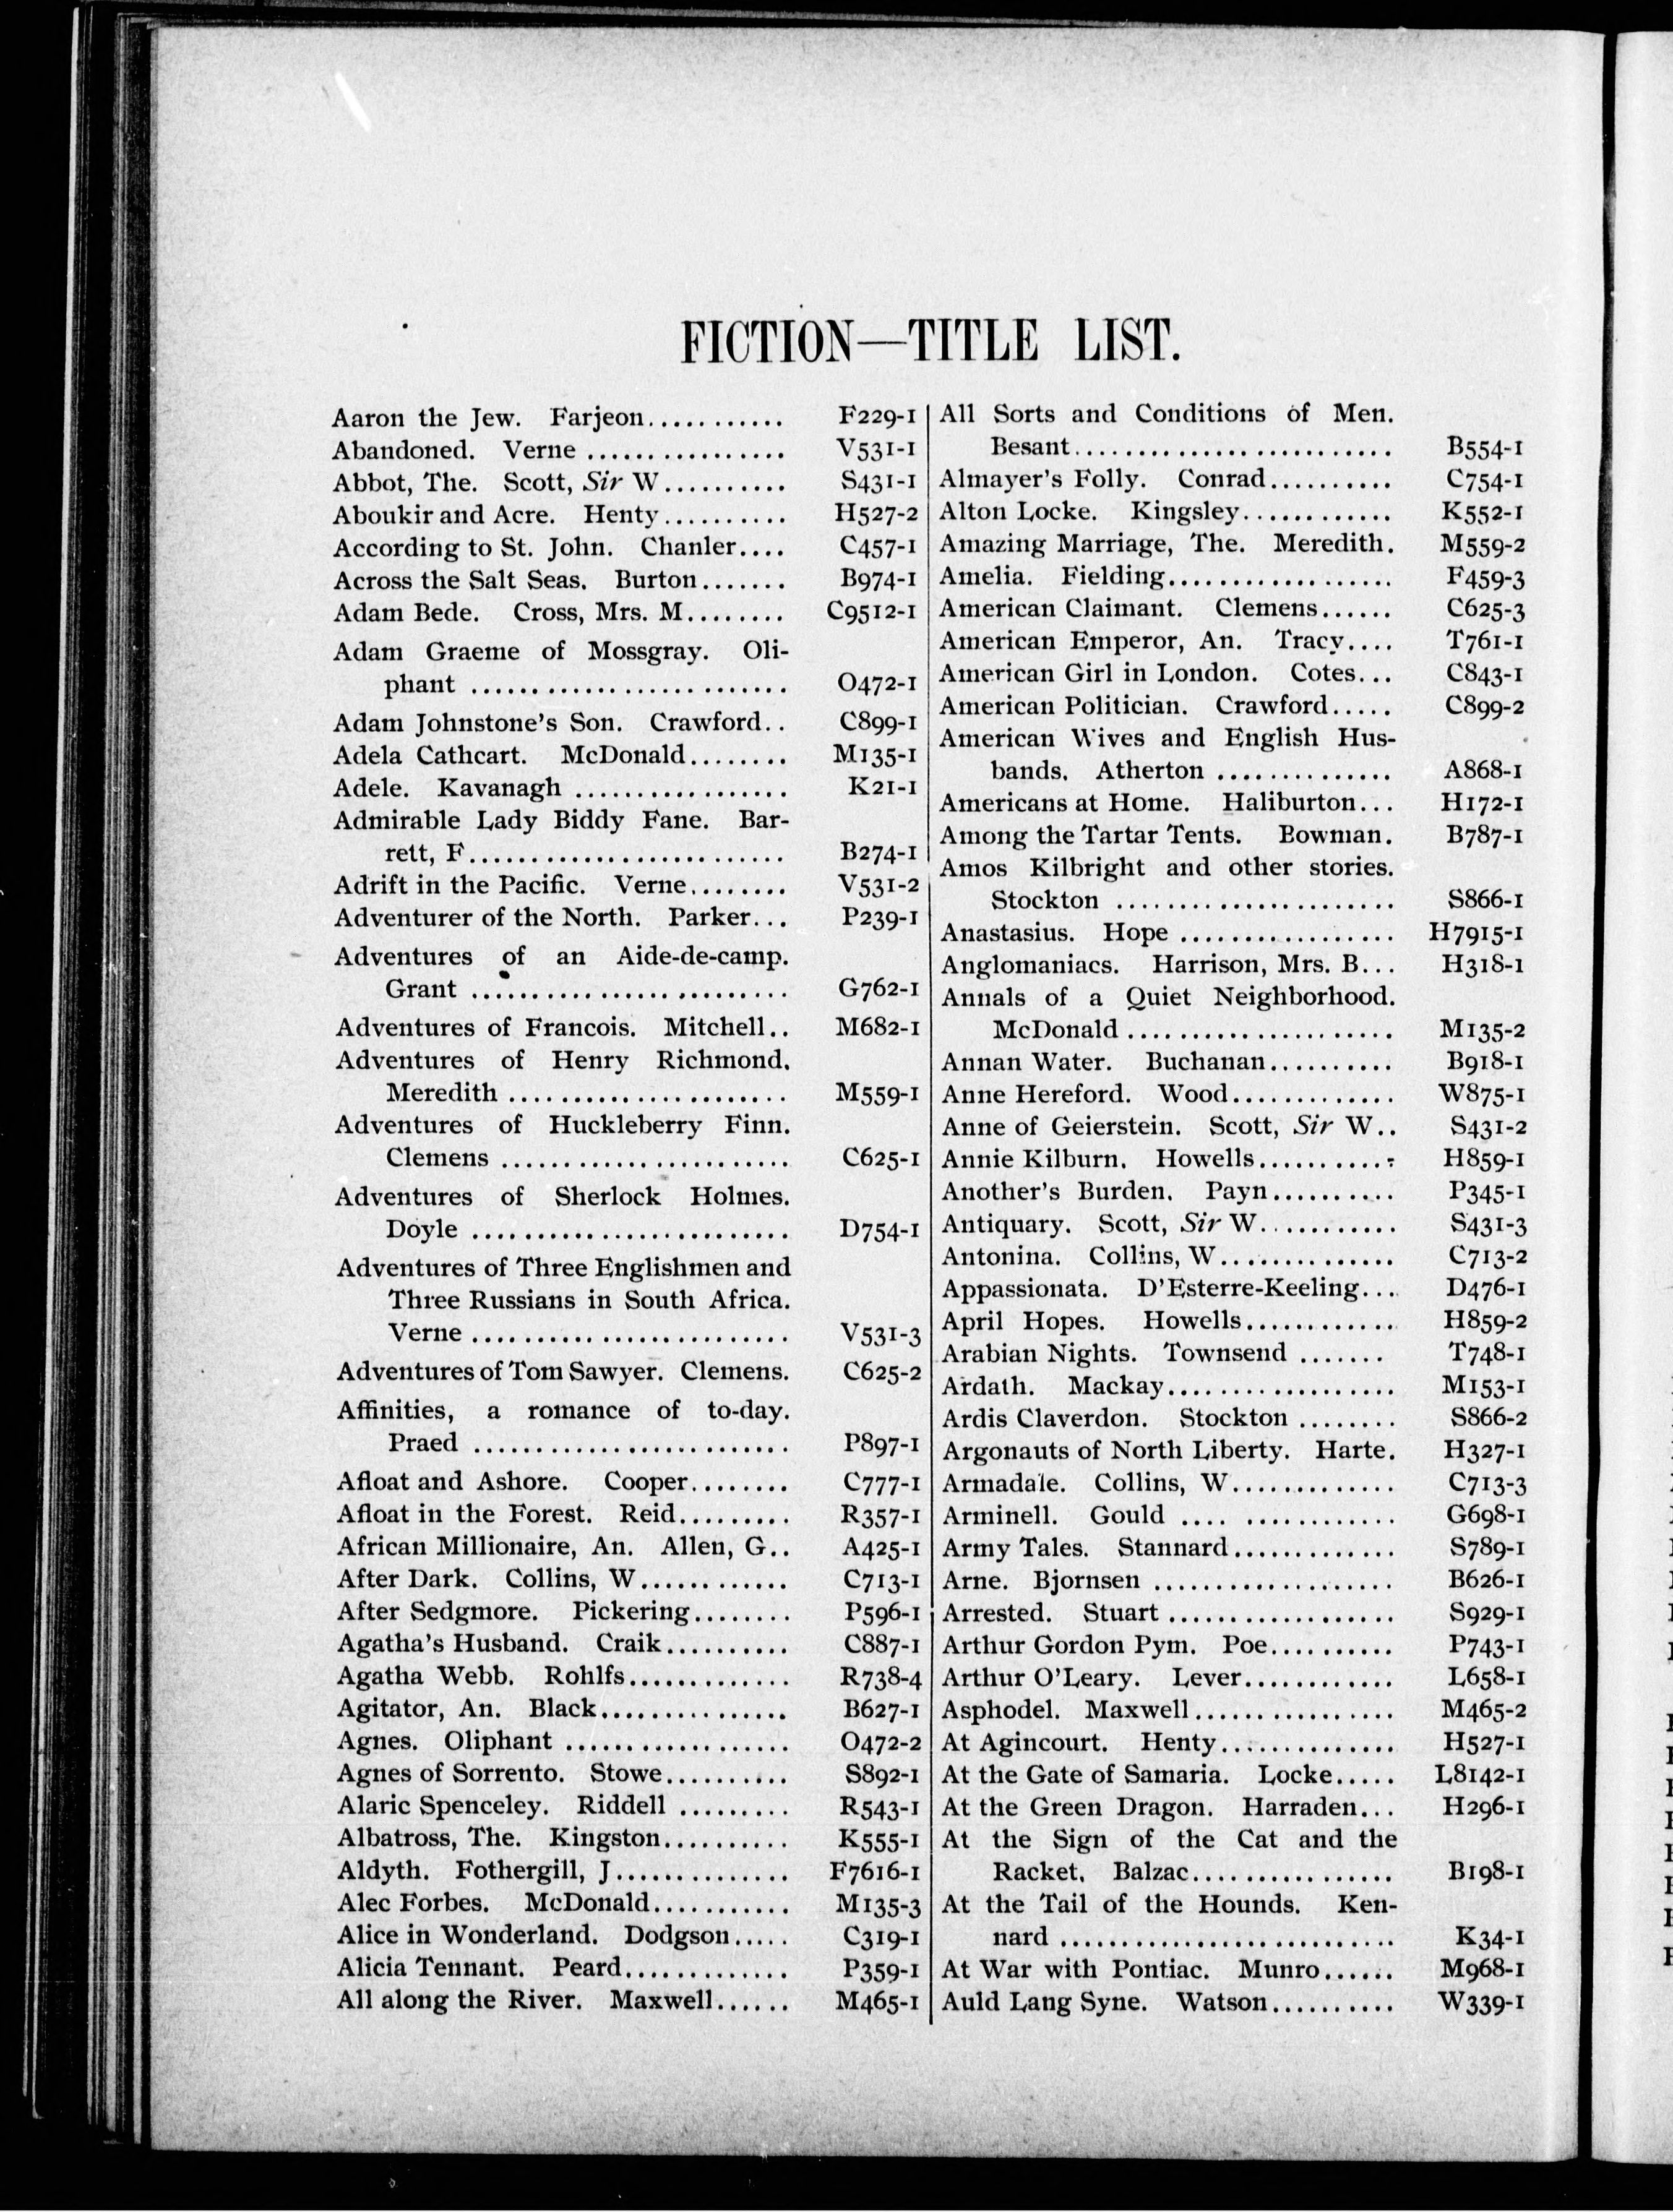 FICTION—TITLE LIST.
Aaron the Jew. Farjeon........... F229-1
Abandoned. Verne ................ V531-1
Abbot, The. Scott, Sir W.......... S431-1
Aboukir and Acre. Henty.......... H527-2
According to St. John. Chanler.... C457-1
Across the Salt Seas. Burton....... B974-1
Adam Bede. Cross, Mrs. M........ C9512-1
Adam Graeme of Mossgray. Oli-
phant .......................... O472-1
Adam Johnstone's Son. Crawford.. C899-1
Adela Cathcart. McDonald........ M135-1
Adele. Kavanagh ................. K21-1
Admirable Lady Biddy Fane. Bar-
rett, F......................... B274-1
Adrift in the Pacific. Verne........ V531-2
Adventurer of the North. Parker... P239-1
Adventures of an Aide-de-camp.
Grant .......................... G762-1
Adventures of Francois. Mitchell.. M682-1
Adventures of Henry Richmond.
Meredith ....................... M559-1
Adventures of Huckleberry Finn.
Clemens ........................ C625-1
Adventures of Sherlock Holmes.
Doyle .......................... D754-1
Adventures of Three Englishmen and
Three Russians in South Africa.
Verne .......................... V531-3
Adventures of Tom Sawyer. Clemens. C625-2
Affinities, a romance of to-day.
Praed .......................... P897-1
Afloat and Ashore. Cooper........ C777-1
Afloat in the Forest. Reid......... R357-1
African Millionaire, An. Allen, G.. A425-1
After Dark. Collins, W............ C713-1
After Sedgmore. Pickering........ P596-1
Agatha's Husband. Craik.......... C887-1
Agatha Webb. Rohlfs............. R738-4
Agitator, An. Black............... B627-1
Agnes. Oliphant .................. O472-2
Agnes of Sorrento. Stowe.......... S892-1
Alaric Spenceley. Riddell ......... R543-1
Albatross, The. Kingston.......... K555-1
Aldyth. Fothergill, J.............. F7616-1
Alec Forbes. McDonald........... M135-3
Alice in Wonderland. Dodgson..... C319-1
Alicia Tennant. Peard............. P359-1
All along the River. Maxwell...... M465-1
All Sorts and Conditions of Men.
Besant......................... B554-1
Almayer's Folly. Conrad.......... C754-1
Alton Locke. Kingsley............ K552-1
Amazing Marriage, The. Meredith. M559-2
Amelia. Fielding.................. F459-3
American Claimant. Clemens...... C625-3
American Emperor, An. Tracy.... T761-1
American Girl in London. Cotes... C843-1
American Politician. Crawford..... C899-2
American Wives and English Hus-
bands. Atherton .............. A868-1
Americans at Home. Haliburton... H172-1
Among the Tartar Tents. Bowman. B787-1
Amos Kilbright and other stories.
Stockton ...................... S866-1
Anastasius. Hope ................. H7915-1
Anglomaniacs. Harrison, Mrs. B... H318-1
Annals of a Quiet Neighborhood.
McDonald ..................... M135-2
Annan Water. Buchanan.......... B918-1
Anne Hereford. Wood............. W875-1
Anne of Geierstein. Scott, Sir W.. S431-2
Annie Kilburn. Howells........... H859-1
Another's Burden. Payn.......... P345-1
Antiquary. Scott, Sir W........... S431-3
Antonina. Collins, W.............. C713-2
Appassionata. D'Esterre-Keeling... D476-1
April Hopes. Howells............ H859-2
Arabian Nights. Townsend ....... T748-1
Ardath. Mackay.................. M153-1
Ardis Claverdon. Stockton ........ S866-2
Argonauts of North Liberty. Harte. H327-1
Armadale. Collins, W............. C713-3
Arminell. Gould .... ............ G698-1
Army Tales. Stannard............. S789-1
Arne. Bjornsen ................... B626-1
Arrested. Stuart .................. S929-1
Arthur Gordon Pym. Poe.......... P743-1
Arthur O'Leary. Lever............ L658-1
Asphodel. Maxwell................ M465-2
At Agincourt. Henty.............. H527-1
At the Gate of Samaria. Locke..... L8142-1
At the Green Dragon. Harraden... H296-1
At the Sign of the Cat and the
Racket. Balzac................ B198-1
At the Tail of the Hounds. Ken-
nard ........................... K34-1
At War with Pontiac. Munro...... M968-1
Auld Lang Syne. Watson.......... W339-1